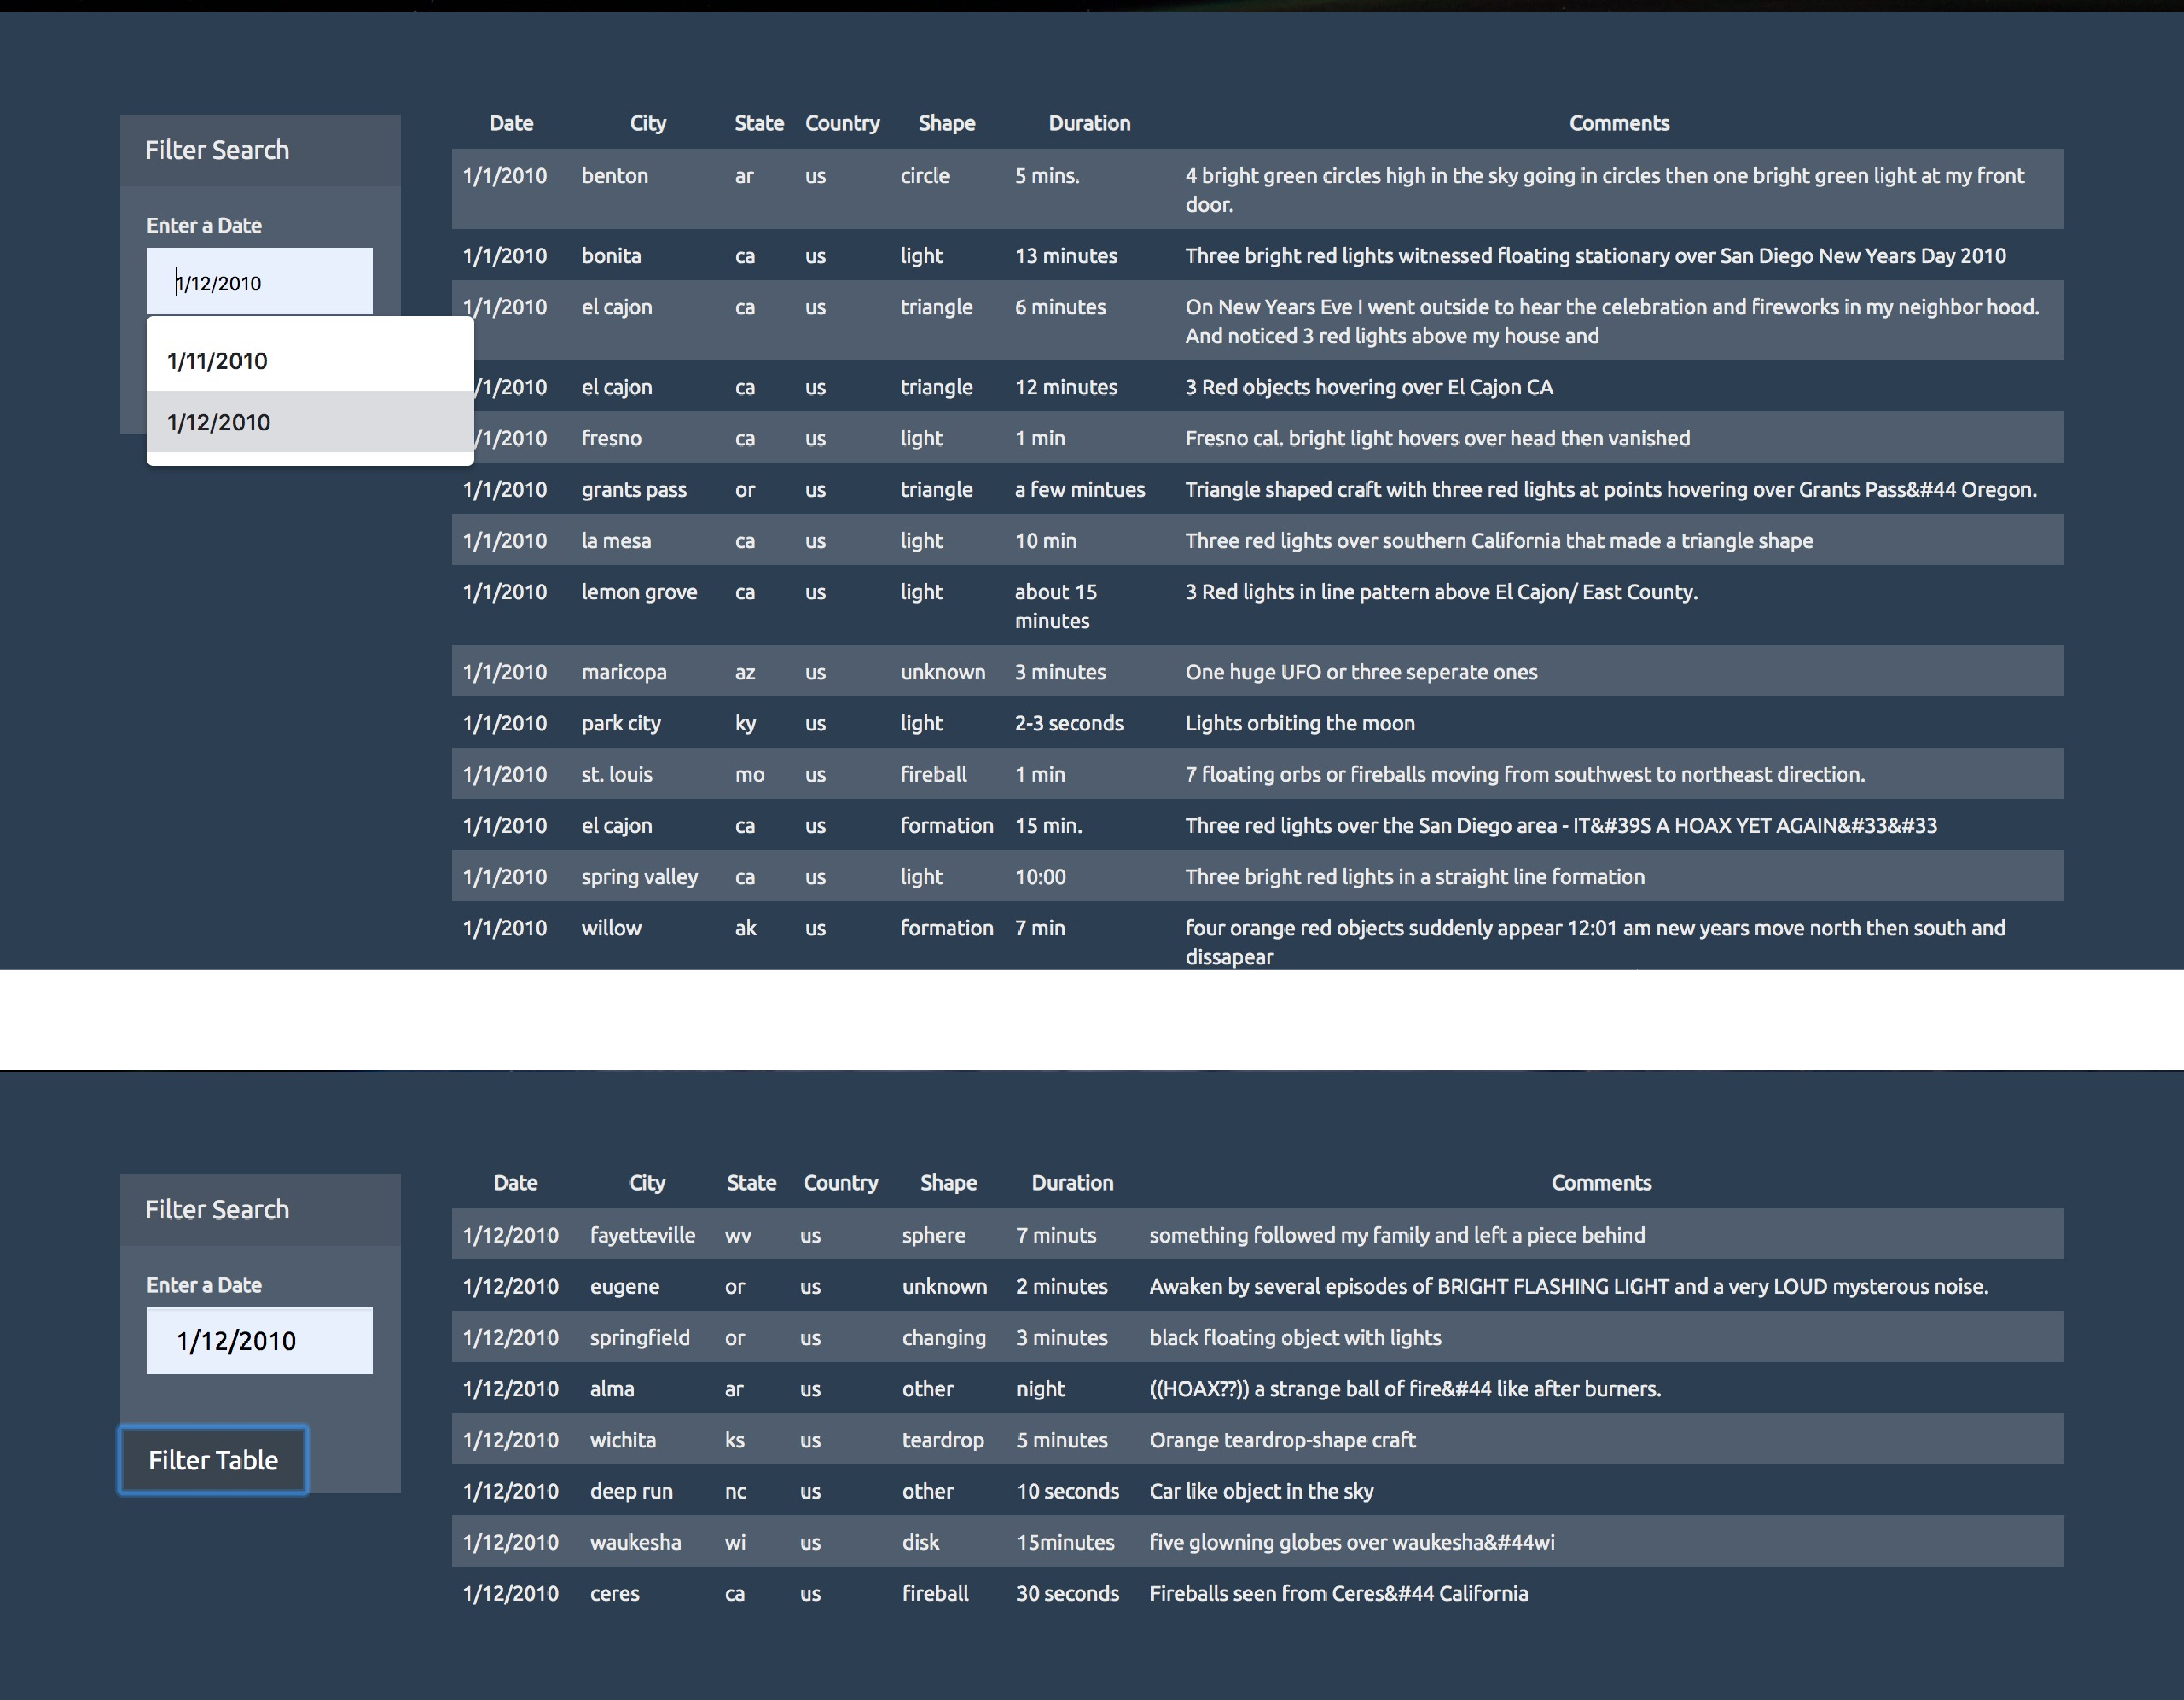 Filter Search
Enter a Date
1/12/2010
1/11/2010
1/12/2010
Date City State Country Shape Duration Comments
1/1/2010 benton ar us circle 5 mins. 4 bright green circles high in the sky going in circles then one bright green light at my front
door.
1/1/2010 bonita ca us light 13 minutes Three bright red lights witnessed floating stationary over San Diego New Years Day 2010
1/1/2010 el cajon ca us triangle 6 minutes On New Years Eve I went outside to hear the celebration and fireworks in my neighbor hood.
And noticed 3 red lights above my house and
/1/2010 el cajon ca us triangle 12 minutes 3 Red objects hovering over El Cajon CA
/1/2010 fresno ca us light 1 min Fresno cal. bright light hovers over head then vanished
1/1/2010 grants pass or us triangle a few mintues Triangle shaped craft with three red lights at points hovering over Grants Pass&#44 Oregon.
1/1/2010 la mesa ca us light 10 min Three red lights over southern California that made a triangle shape
1/1/2010 lemon grove ca us light about 15 3 Red lights in line pattern above El Cajon/ East County.
minutes
1/1/2010 maricopa az us unknown 3 minutes One huge UFO or three seperate ones
1/1/2010 park city ky us light 2-3 seconds Lights orbiting the moon
1/1/2010 st. louis mo us fireball 1 min 7 floating orbs or fireballs moving from southwest to northeast direction.
1/1/2010 el cajon ca us formation 15 min. Three red lights over the San Diego area - IT&#39S A HOAX YET AGAIN&#33&#33
1/1/2010 spring valley ca us light 10:00 Three bright red lights in a straight line formation
1/1/2010 willow ak us formation 7 min four orange red objects suddenly appear 12:01 am new years move north then south and
dissapear
Filter Search
Enter a Date
1/12/2010
Filter Table
Date City State Country Shape Duration Comments
1/12/2010 fayetteville wv us sphere 7 minuts something followed my family and left a piece behind
1/12/2010 eugene or us unknown 2 minutes Awaken by several episodes of BRIGHT FLASHING LIGHT and a very LOUD mysterous noise.
1/12/2010 springfield or us changing 3 minutes black floating object with lights
1/12/2010 alma ar us other night ((HOAX??)) a strange ball of fire&#44 like after burners.
1/12/2010 wichita ks us teardrop 5 minutes Orange teardrop-shape craft
1/12/2010 deep run nc us other 10 seconds Car like object in the sky
1/12/2010 waukesha wi us disk 15minutes five glowning globes over waukesha&#44wi
1/12/2010 ceres ca us fireball 30 seconds Fireballs seen from Ceres&#44 California